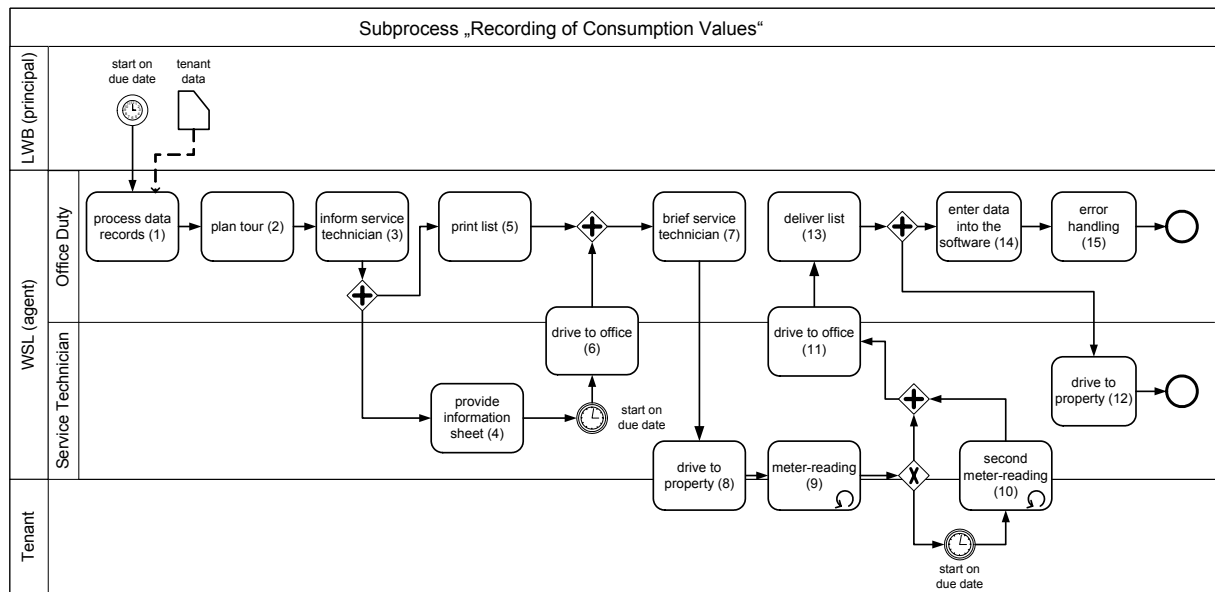 Subprocess „Recording of Consumption Values“
LWB (principal)
start on
due date
tenant
data
WSL (agent)
Office Duty
process data
records (1)
plan tour (2)
inform service
technician (3)
print list (5)
brief service
technician (7)
deliver list
(13)
enter data
into the
software (14)
error
handling
(15)
Service Technician
drive to office
(6)
drive to office
(11)
provide
information
sheet (4)
start on
due date
drive to
property (12)
drive to
property (8)
meter-reading
(9)
X
second
meter-reading
(10)
Tenant
start on
due date